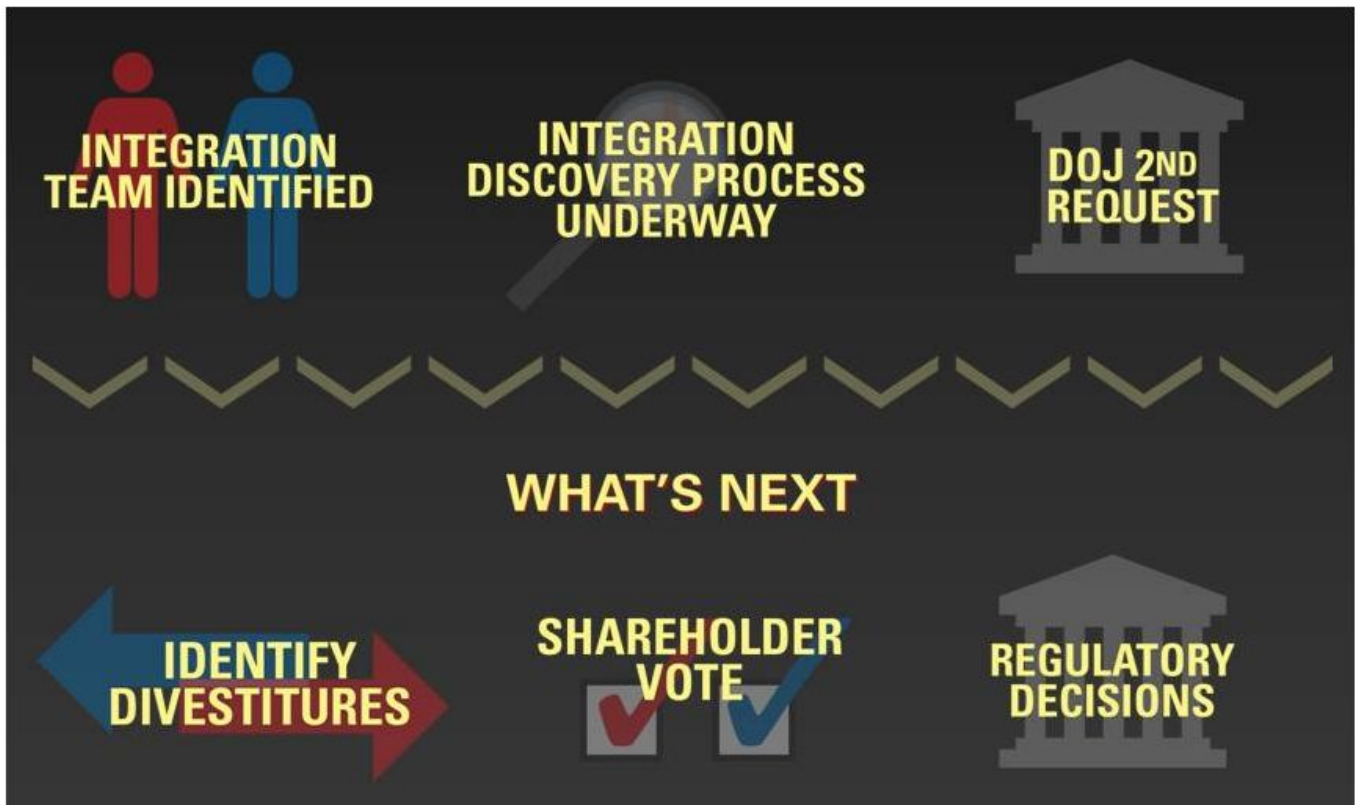 INTEGRATION
TEAM IDENTIFIED
INTEGRATION
DISCOVERY PROCESS
UNDERWAY
DOJ 2ND
REQUEST
WHAT'S NEXT
IDENTIFY
DIVESTITURES
SHAREHOLDER
VOTE
REGULATORY
DECISIONS